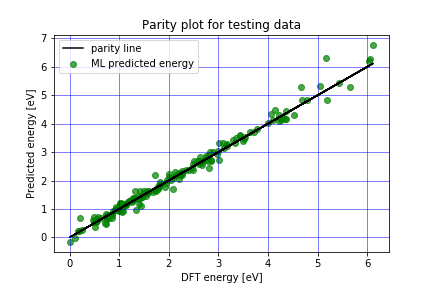 Parity plot for testing data
parity line
ML predicted energy
7
6
5
4
3
2
1
0
Predicted energy [eV]
0 1 2 3 4 5 6
DFT energy [eV]